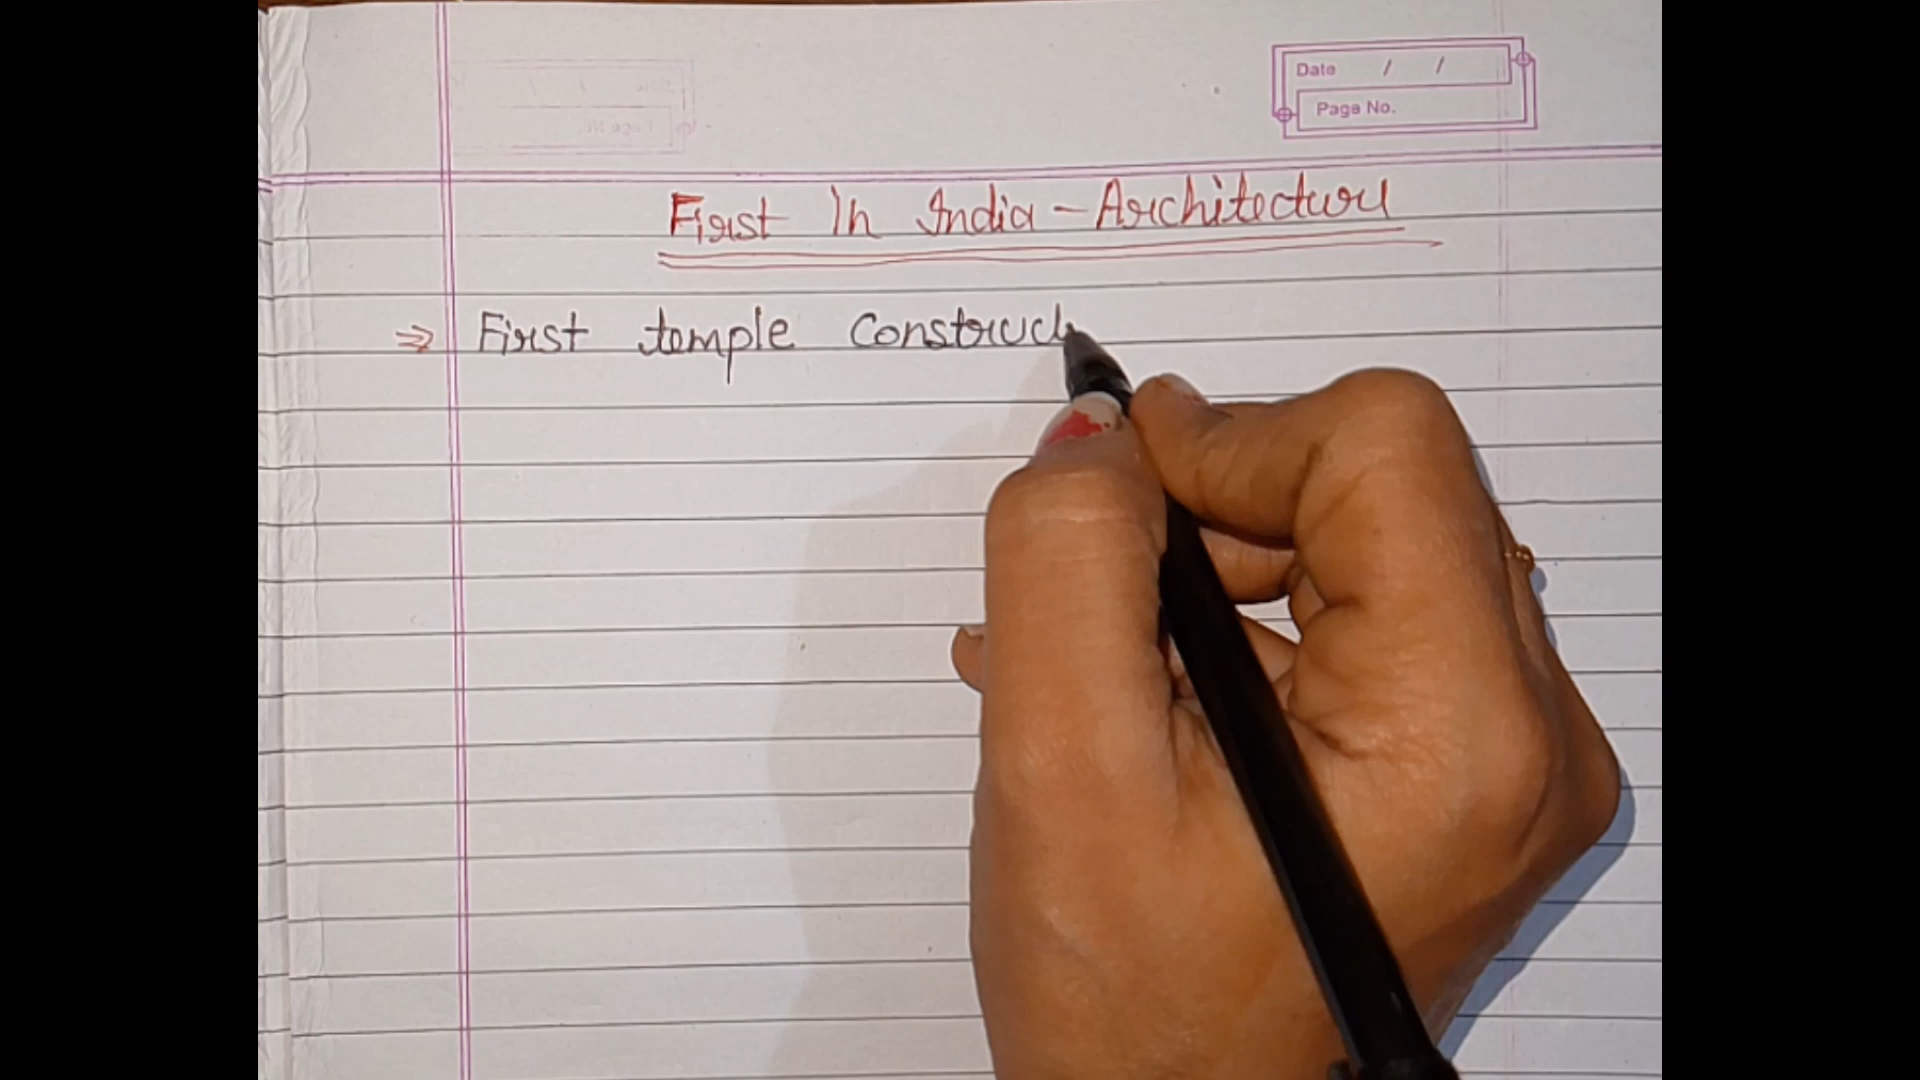 Date / /
Page No.
First In India - Architecture
⇒ First temple Construct